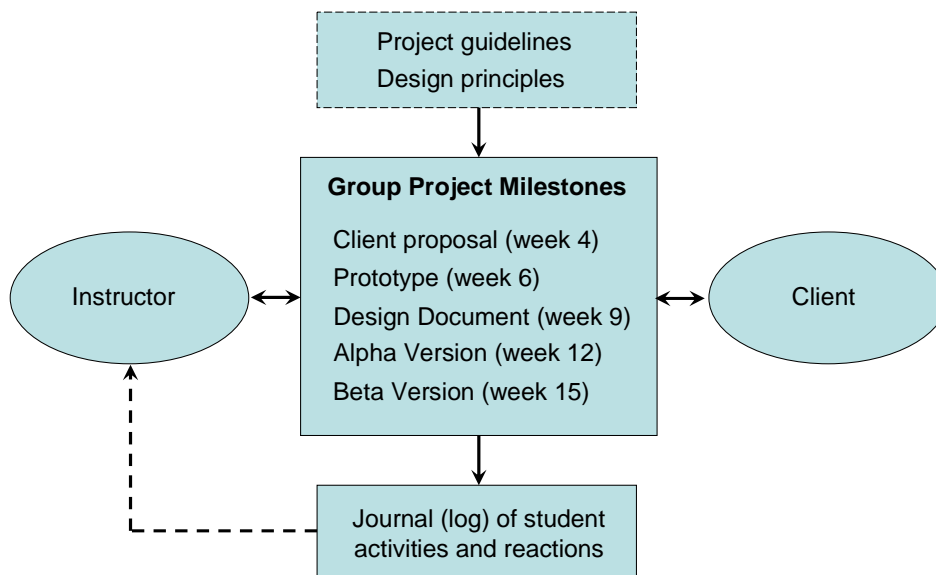 Project guidelines
Design principles
Group Project Milestones
Client proposal (week 4)
Prototype (week 6)
Design Document (week 9)
Alpha Version (week 12)
Beta Version (week 15)
Instructor
Client
Journal (log) of student
activities and reactions